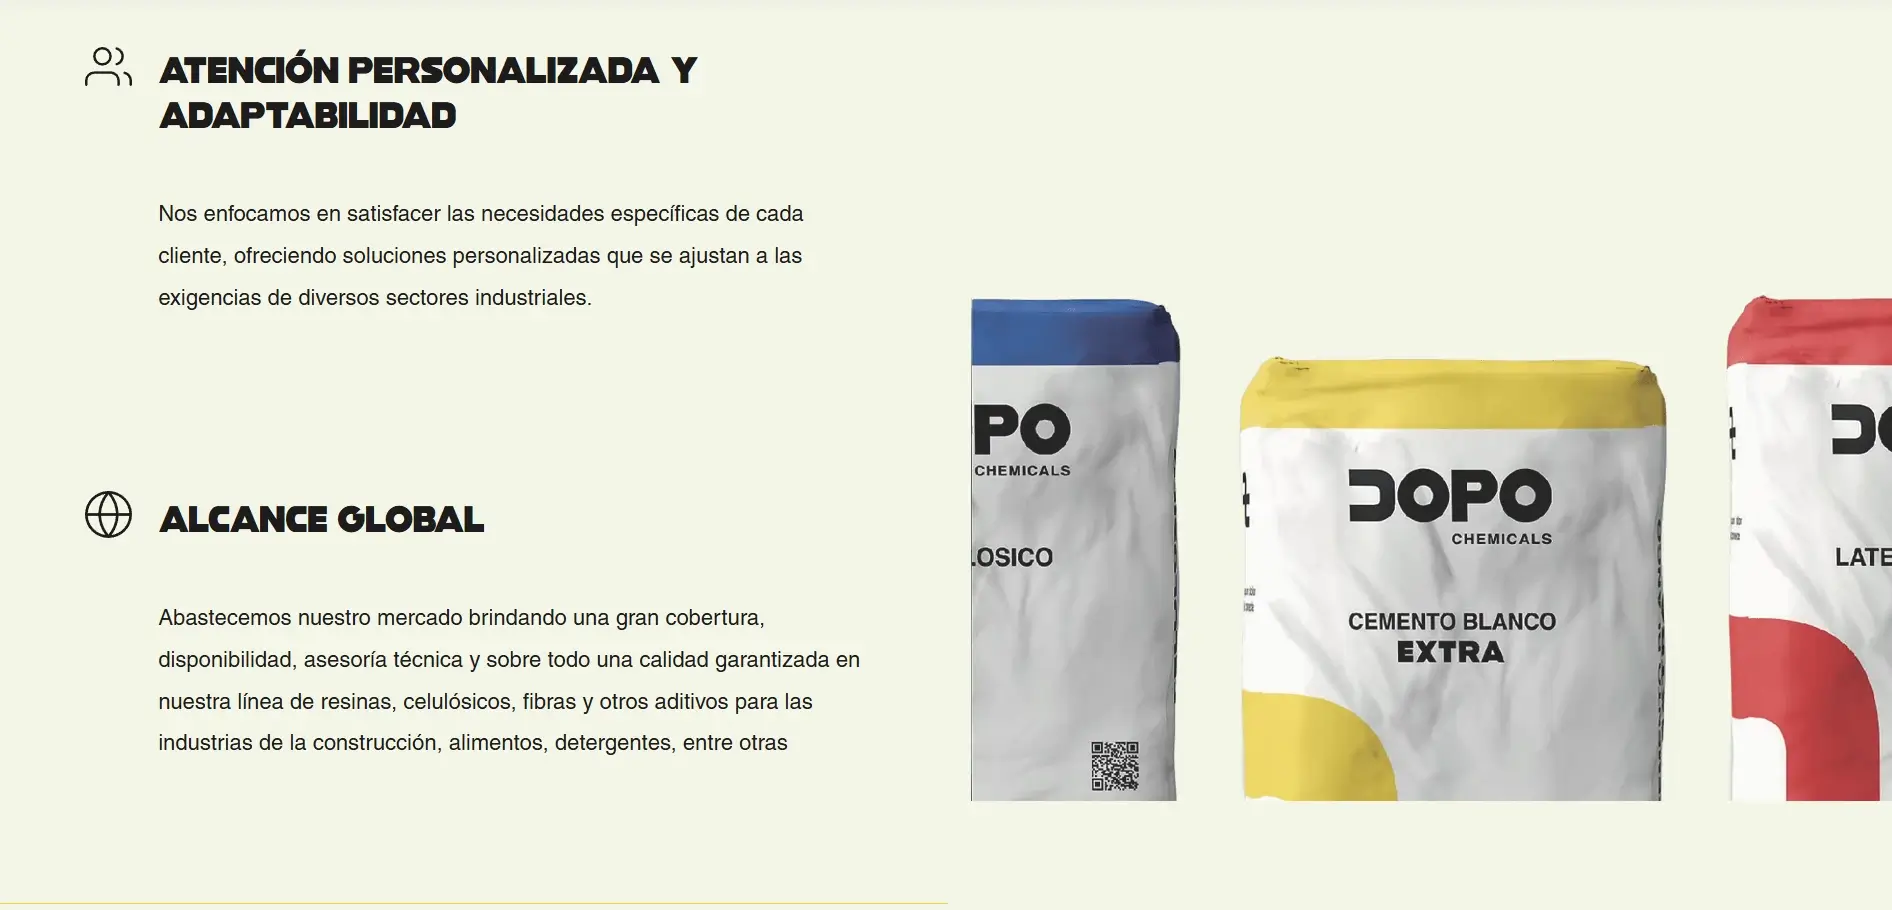 ATENCIÓN PERSONALIZADA Y
ADAPTABILIDAD
Nos enfocamos en satisfacer las necesidades específicas de cada
cliente, ofreciendo soluciones personalizadas que se ajustan a las
exigencias de diversos sectores industriales.
ALCANCE GLOBAL
Abastecemos nuestro mercado brindando una gran cobertura,
disponibilidad, asesoría técnica y sobre todo una calidad garantizada en
nuestra línea de resinas, celulósicos, fibras y otros aditivos para las
industrias de la construcción, alimentos, detergentes, entre otras
PO
CHEMICALS
LOSICO
DOPO
CHEMICALS
CEMENTO BLANCO
EXTRA
DO
LATE